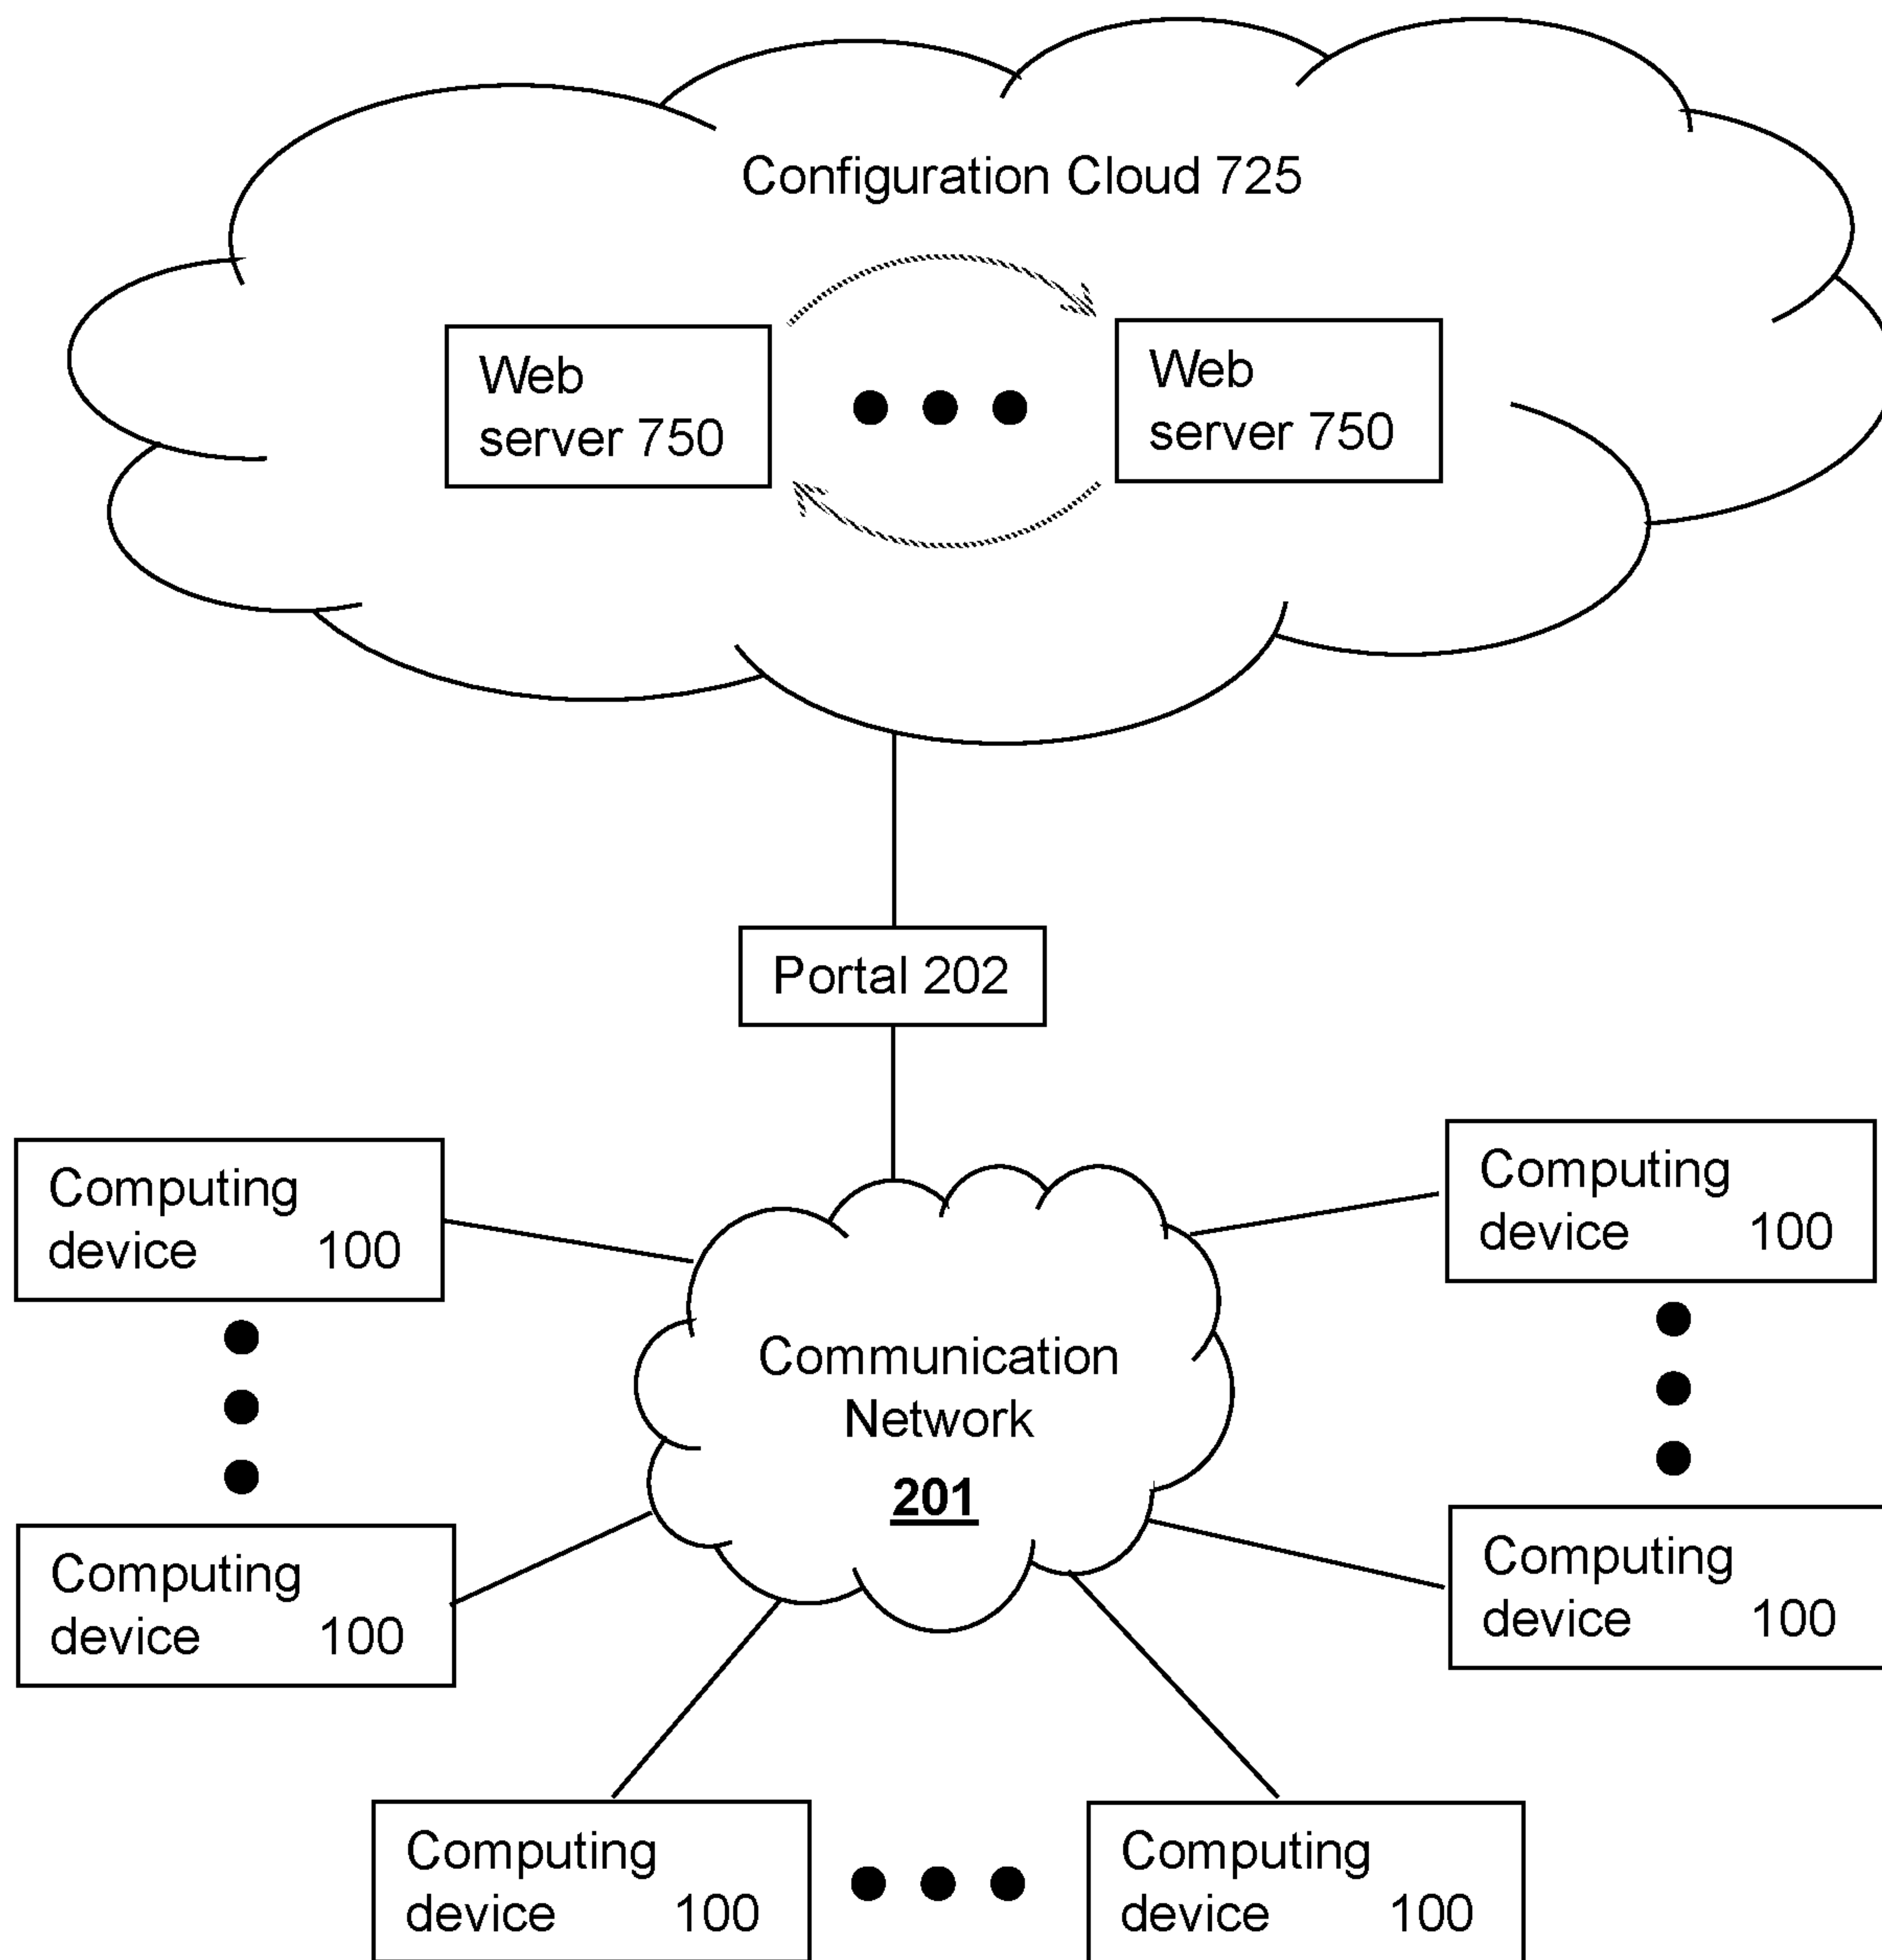 Configuration Cloud 725
Web
server 750
Web
server 750
Portal 202
Computing
device 100
Computing
device 100
Communication
Network
201
Computing
device 100
Computing
device 100
Computing
device 100
Computing
device 100